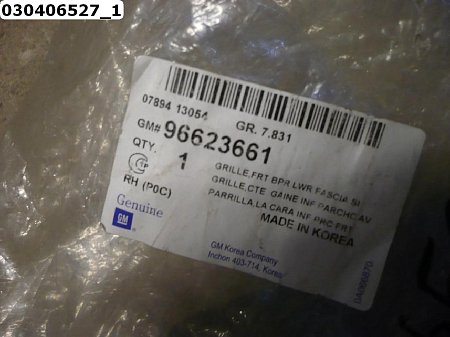 030406527_1
07894 13054
GR. 7.831
GM# 96623661
QTY.
1
GRILLE,FRT BPR LWR FASCIA SI
GRILLE,CTE GAINE INF PARCHC AV
PARRILLA,LA CARA INF PRC FRT
RH (P0C)
MADE IN KOREA
Genuine
GM
GM Korea Company
Inchon 403-714, Korea